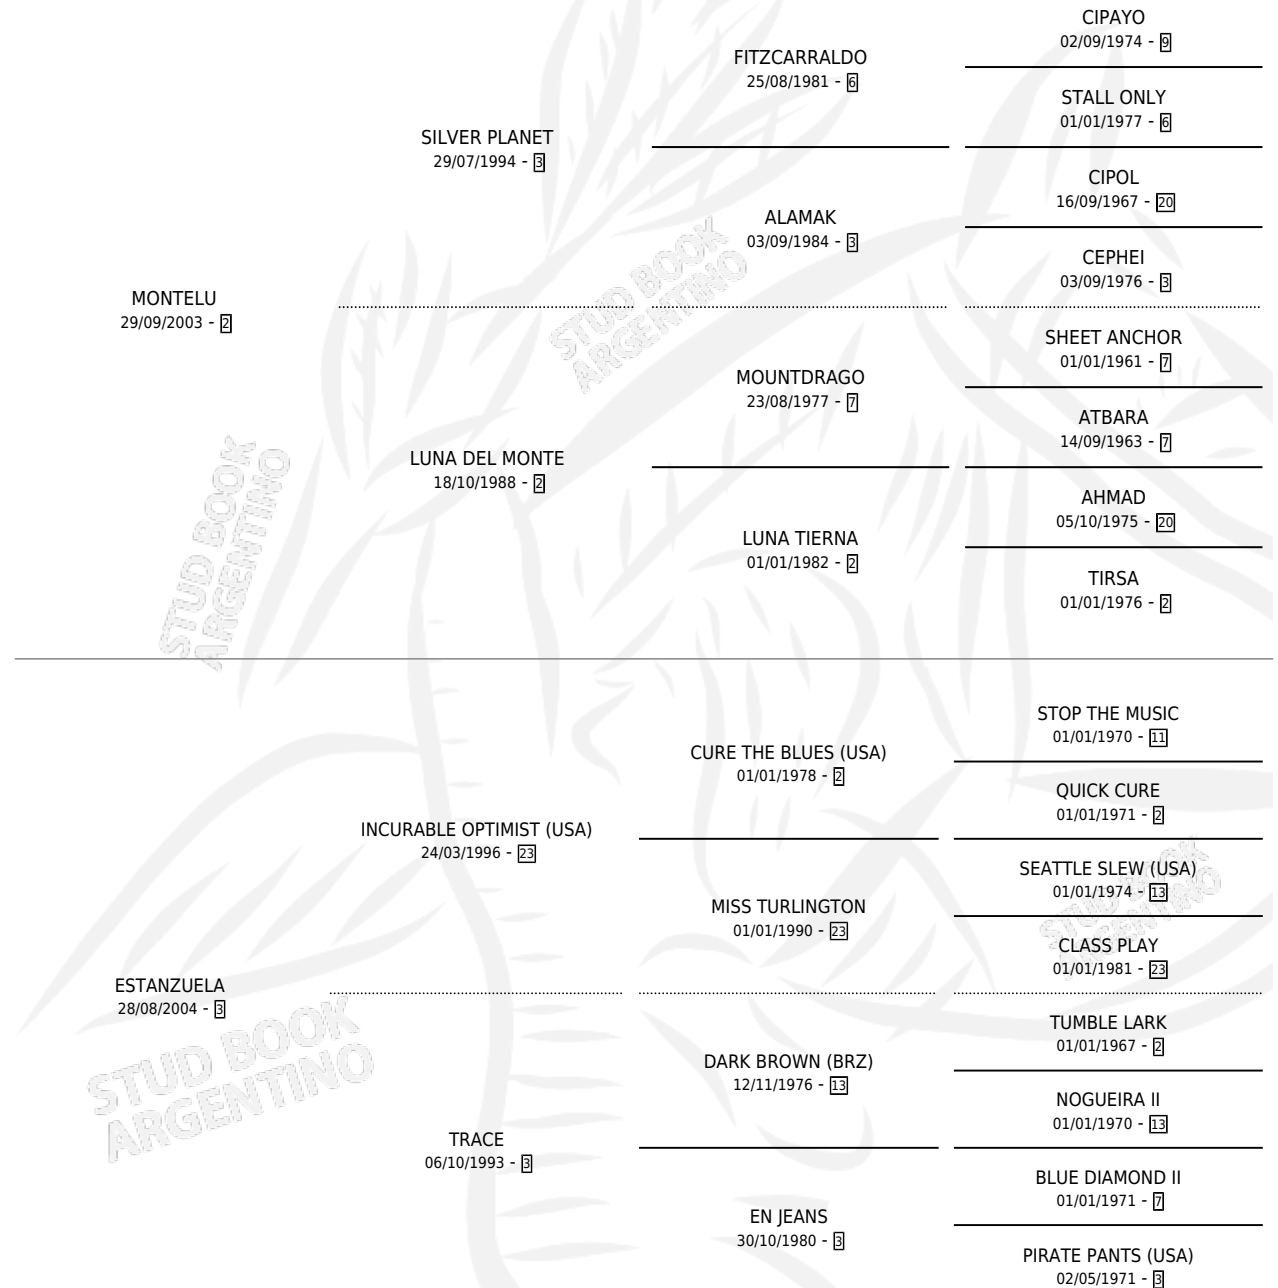 CIPAYO
02/09/1974 - 9
FITZCARRALDO
25/08/1981 - 6
STALL ONLY
01/01/1977 - 6
SILVER PLANET
29/07/1994 - 3
CIPOL
16/09/1967 - 20
ALAMAK
03/09/1984 - 3
CEPHEI
03/09/1976 - 3
MONTELU
29/09/2003 - 2
SHEET ANCHOR
01/01/1961 - 7
MOUNTDRAGO
23/08/1977 - 7
ATBARA
14/09/1963 - 7
LUNA DEL MONTE
18/10/1988 - 2
AHMAD
05/10/1975 - 20
LUNA TIERNA
01/01/1982 - 2
TIRSA
01/01/1976 - 2
STOP THE MUSIC
01/01/1970 - 11
CURE THE BLUES (USA)
01/01/1978 - 2
QUICK CURE
01/01/1971 - 2
INCURABLE OPTIMIST (USA)
24/03/1996 - 23
SEATTLE SLEW (USA)
01/01/1974 - 13
MISS TURLINGTON
01/01/1990 - 23
CLASS PLAY
01/01/1981 - 23
ESTANZUELA
28/08/2004 - 3
TUMBLE LARK
01/01/1967 - 2
DARK BROWN (BRZ)
12/11/1976 - 13
NOGUEIRA II
01/01/1970 - 13
TRACE
06/10/1993 - 3
BLUE DIAMOND II
01/01/1971 - 7
EN JEANS
30/10/1980 - 3
PIRATE PANTS (USA)
02/05/1971 - 3
STUD BOOK
ARGENTINO
STUD BOOK
ARGENTINO
STUD BOOK
ARGENTINO
STUD BOOK
ARGENTINO